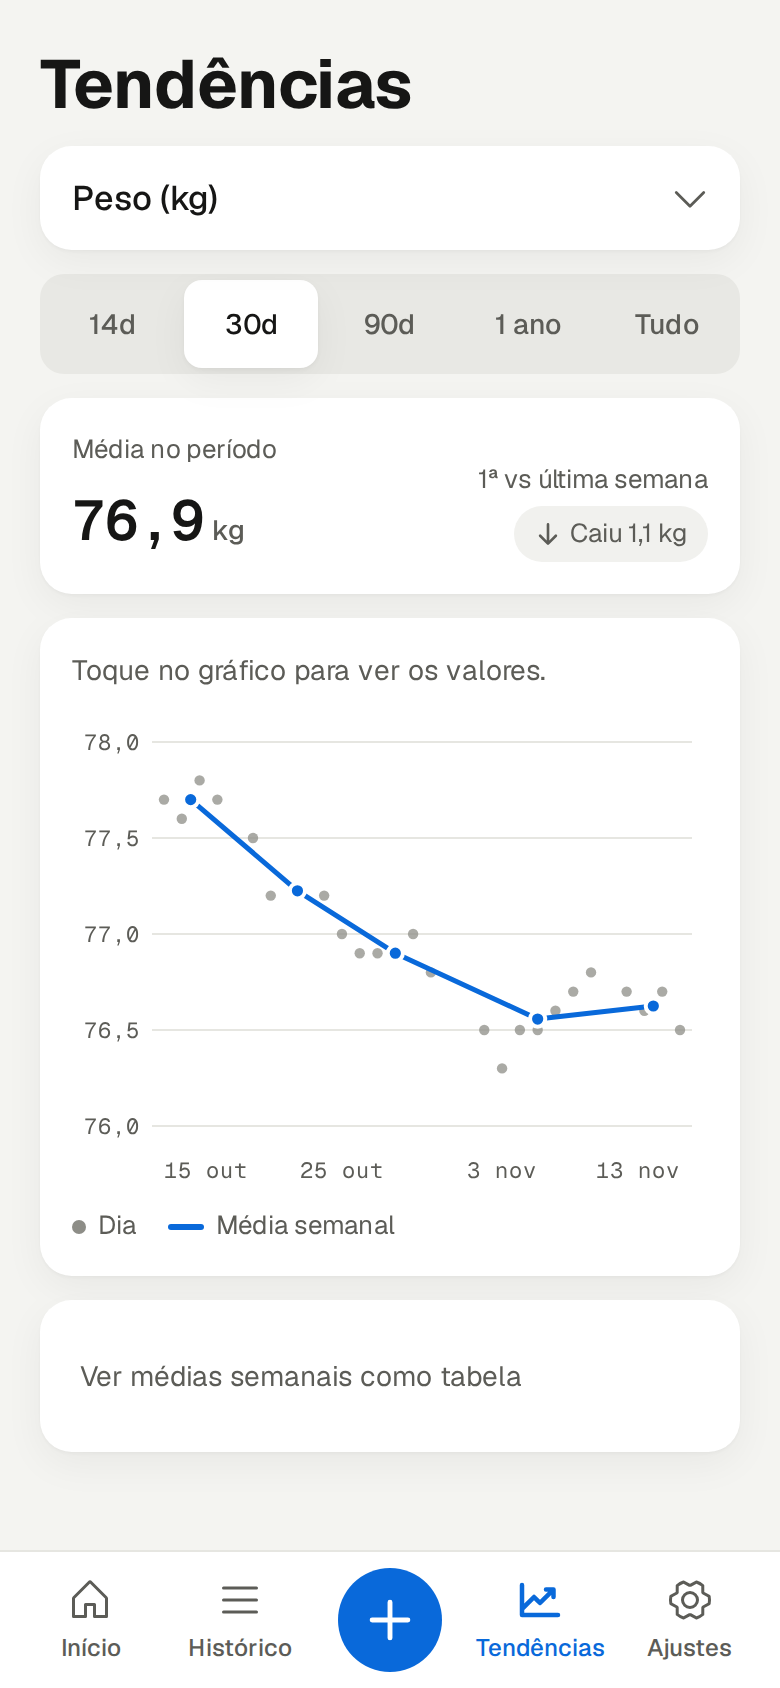 Tendências
Peso (kg)
14d 30d 90d 1 ano Tudo
Média no período
76,9 kg
1ª vs última semana
Caiu 1,1 kg
Toque no gráfico para ver os valores.
78,0
77,5
77,0
76,5
76,0
15 out 25 out 3 nov 13 nov
Dia Média semanal
Ver médias semanais como tabela
Início Histórico Tendências Ajustes